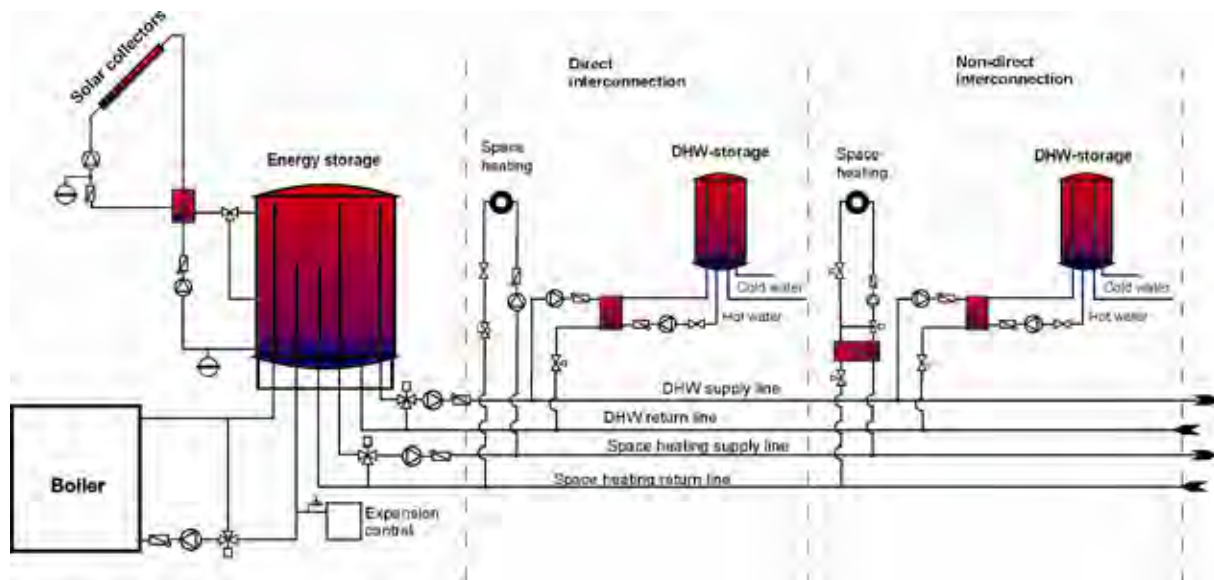 Solar collectors
Energy storage
Direct
interconnection
Non-direct
interconnection
Space
heating
DHW-storage
Space
heating
DHW-storage
Cold water
Hot water
Cold water
Hot water
DHW supply line
DHW return line
Space heating supply line
Space heating return line
Boiler
Expansion
control